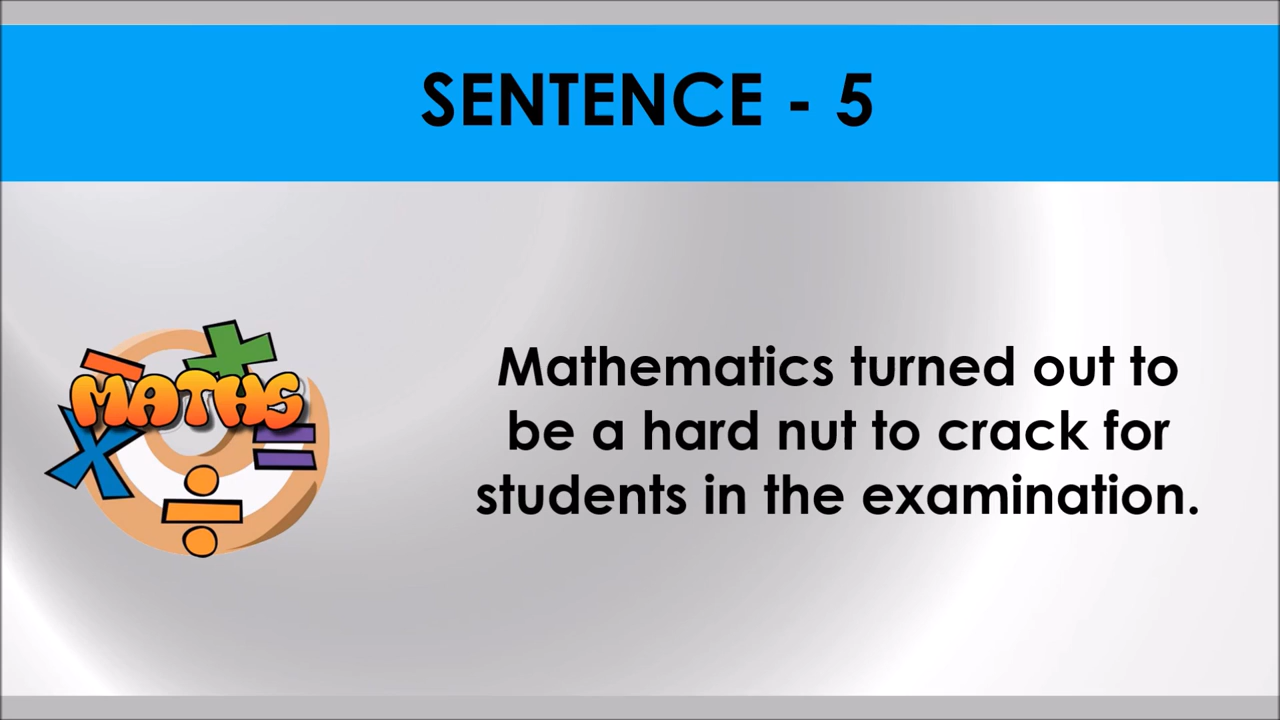 SENTENCE - 5
MATHS
Mathematics turned out to
be a hard nut to crack for
students in the examination.